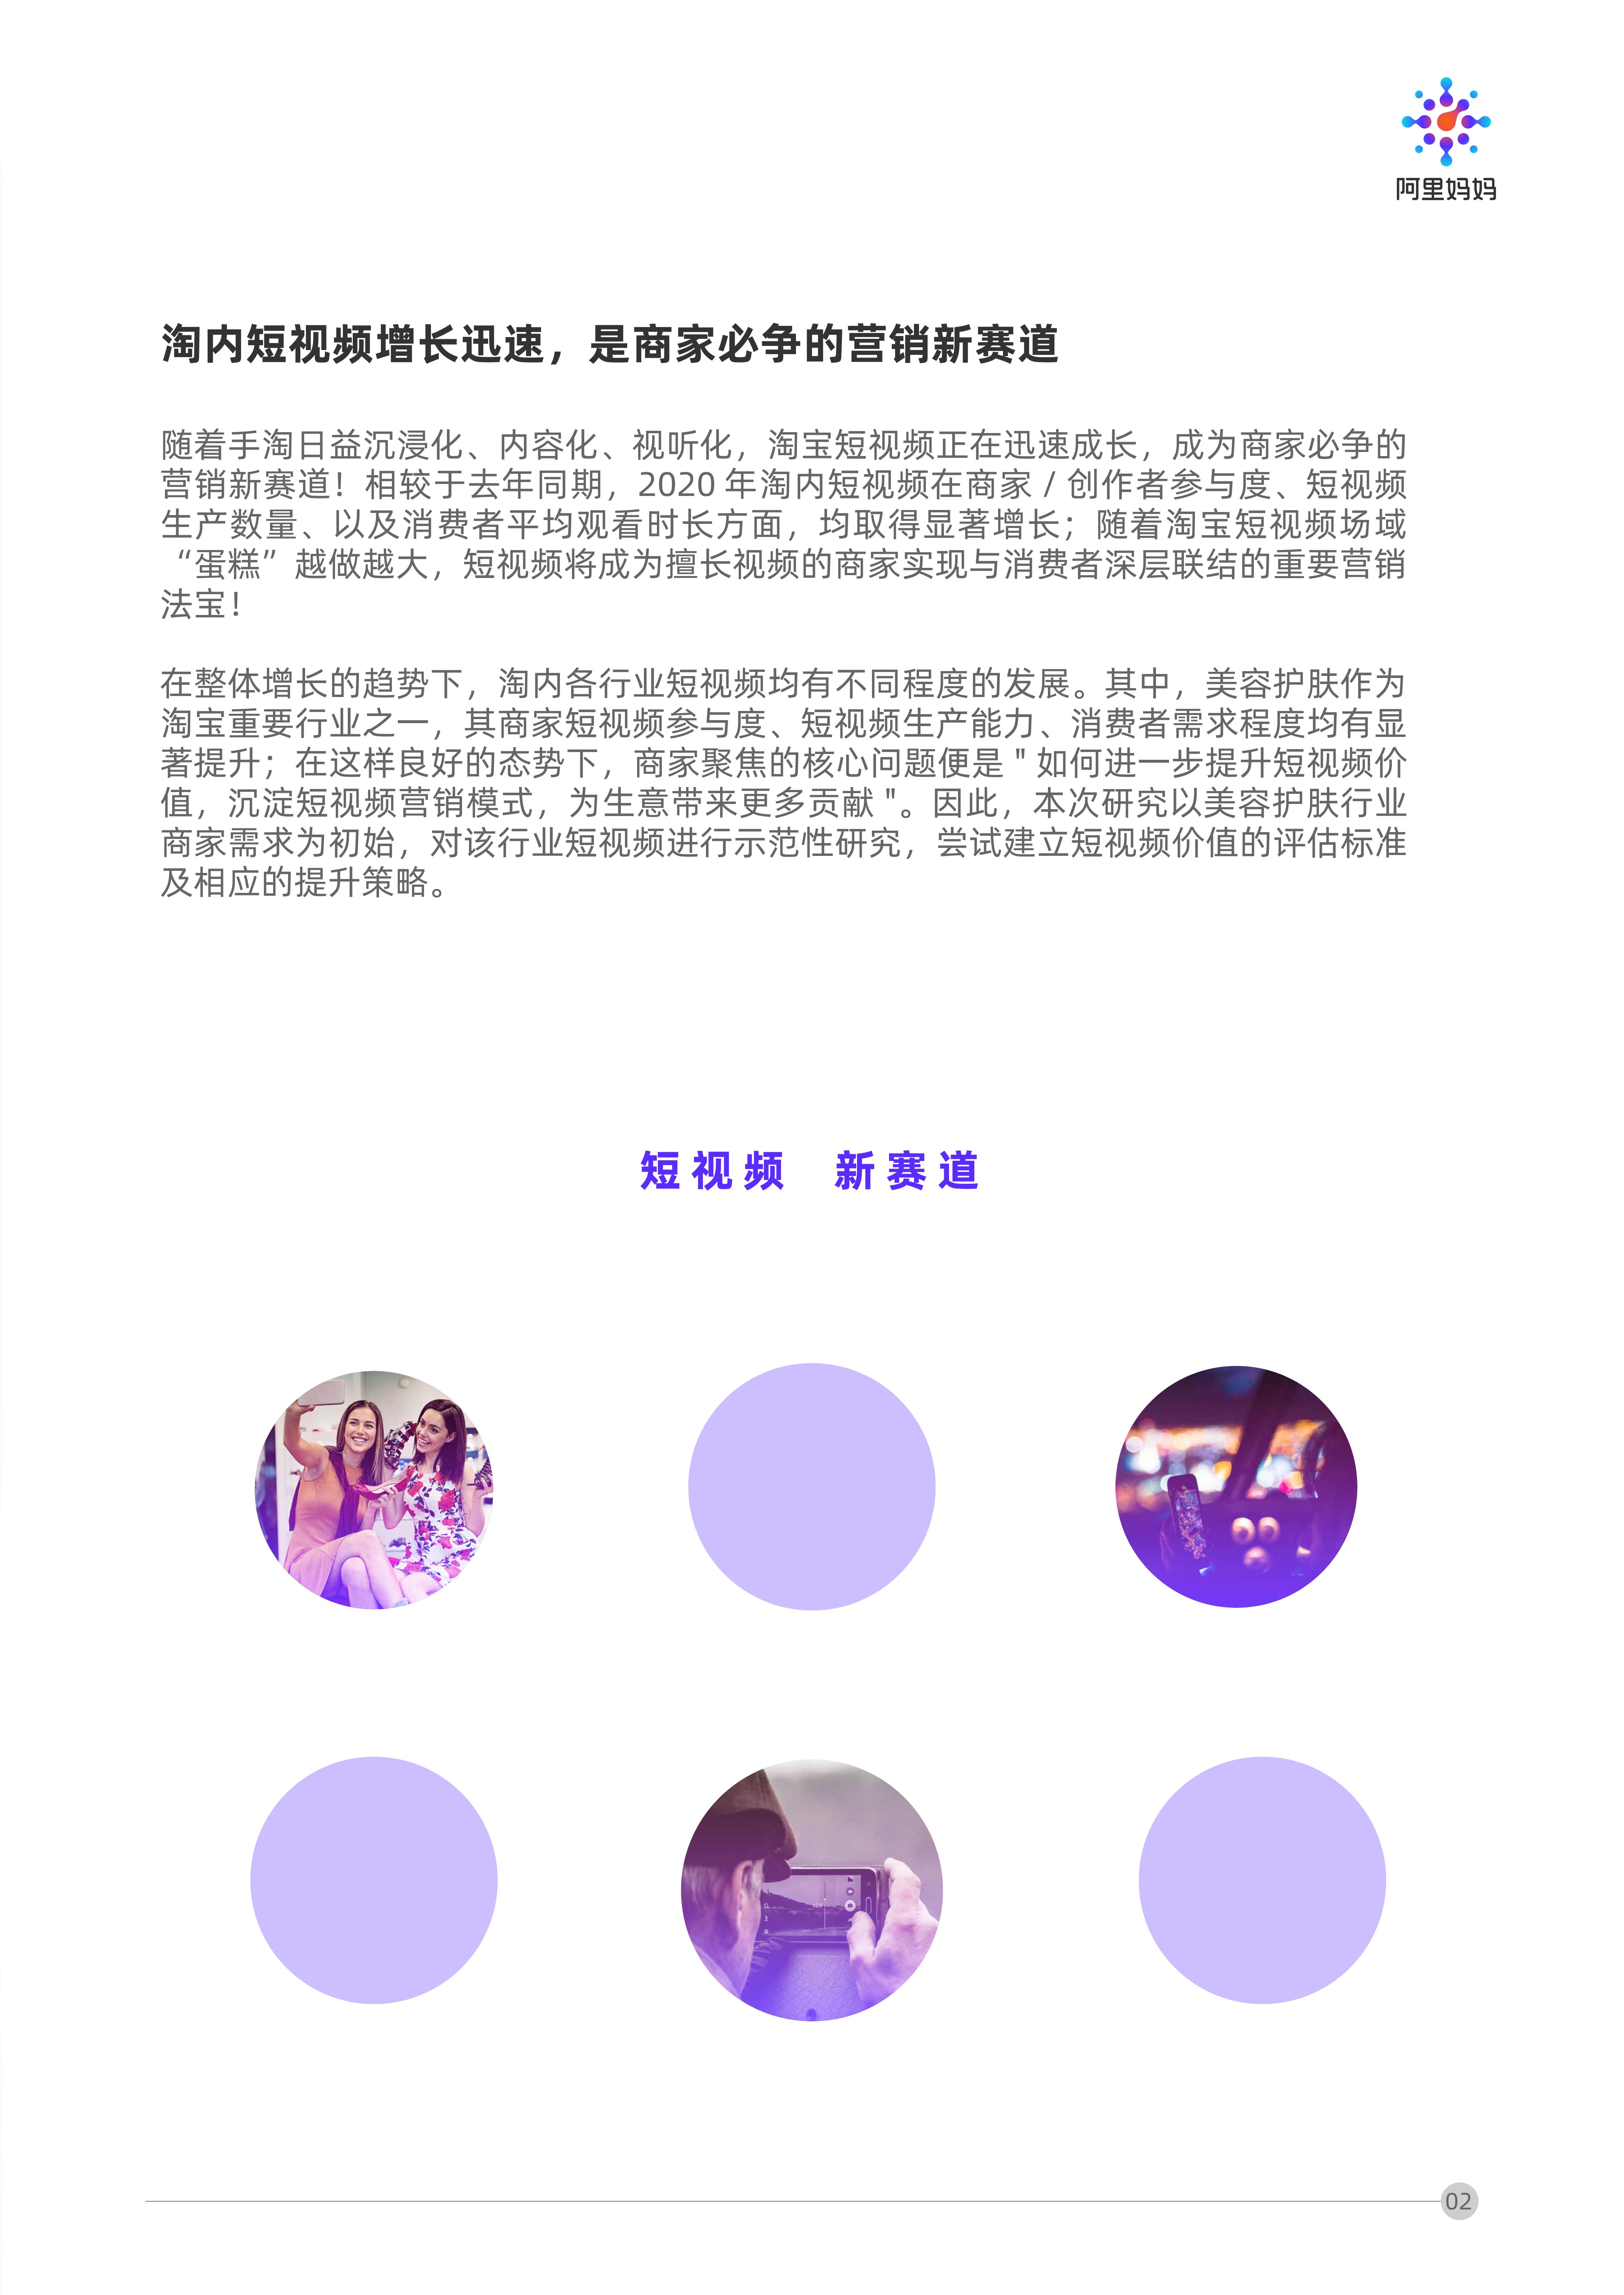 阿里妈妈
淘内短视频增长迅速，是商家必争的营销新赛道
随着手淘日益沉浸化、内容化、视听化，淘宝短视频正在迅速成长，成为商家必争的
营销新赛道！相较于去年同期，2020 年淘内短视频在商家 / 创作者参与度、短视频
生产数量、以及消费者平均观看时长方面，均取得显著增长；随着淘宝短视频场域
“蛋糕”越做越大，短视频将成为擅长视频的商家实现与消费者深层联结的重要营销
法宝！
在整体增长的趋势下，淘内各行业短视频均有不同程度的发展。其中，美容护肤作为
淘宝重要行业之一，其商家短视频参与度、短视频生产能力、消费者需求程度均有显
著提升；在这样良好的态势下，商家聚焦的核心问题便是 " 如何进一步提升短视频价
值，沉淀短视频营销模式，为生意带来更多贡献 "。因此，本次研究以美容护肤行业
商家需求为初始，对该行业短视频进行示范性研究，尝试建立短视频价值的评估标准
及相应的提升策略。
短视频 新赛道
02